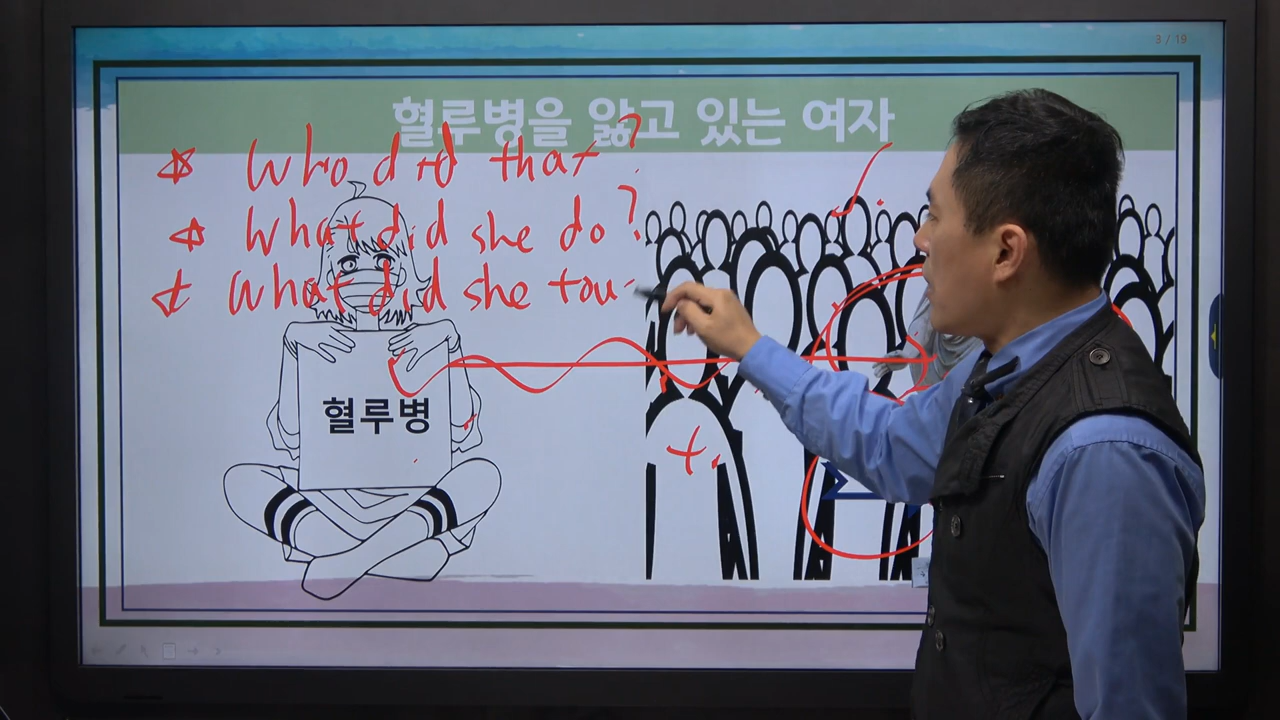 3 / 19
혈루병을 앓고 있는 여자
Who did that?
What did she do?
What did she tou
혈루병